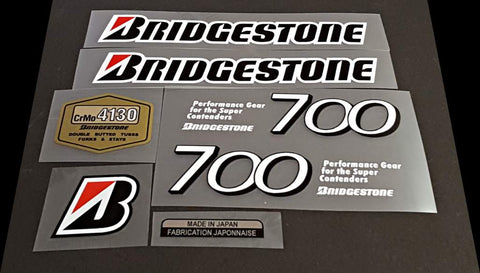 BRIDGESTONE
BRIDGESTONE
CrMo 4130
BRIDGESTONE
DOUBLE BUTTED TUBES
FORKS & STAYS
Performance Gear
for the Super
Contenders
BRIDGESTONE
700
700
Performance Gear
for the Super
Contenders
BRIDGESTONE
B
MADE IN JAPAN
FABRICATION JAPONNAISE